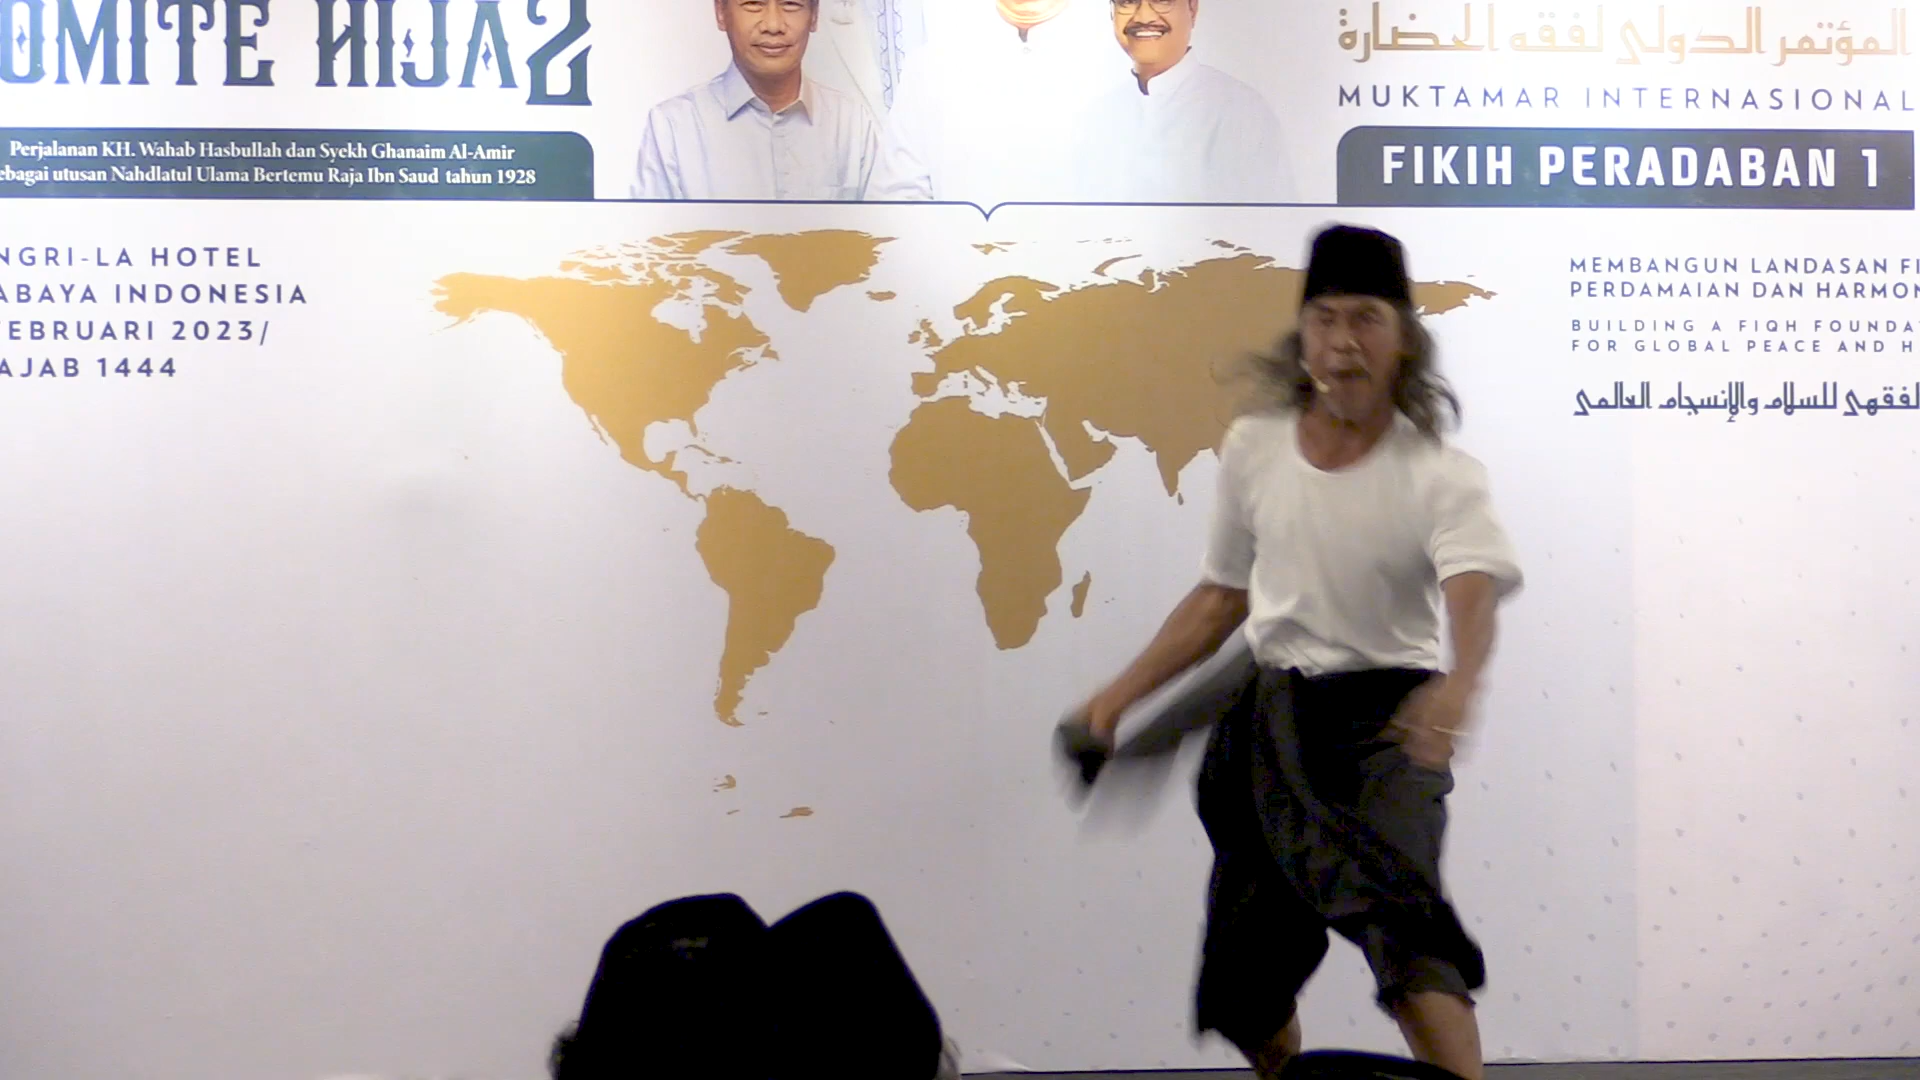 OMITE HIJAZ
Perjalanan KH. Wahab Hasbullah dan Syekh Ghanaim Al-Amir
ebagai utusan Nahdlatul Ulama Bertemu Raja Ibn Saud tahun 1928
NGRI-LA HOTEL
ABAYA INDONESIA
FEBRUARI 2023/
AJAB 1444
المؤتمر الدولي لفقه الحضارة
MUKTAMAR INTERNASIONAL
FIKIH PERADABAN 1
MEMBANGUN LANDASAN FI
PERDAMAIAN DAN HARMON
BUILDING A FIQH FOUNDA
FOR GLOBAL PEACE AND H
لفقهي للسلام والإنسجام العالمي